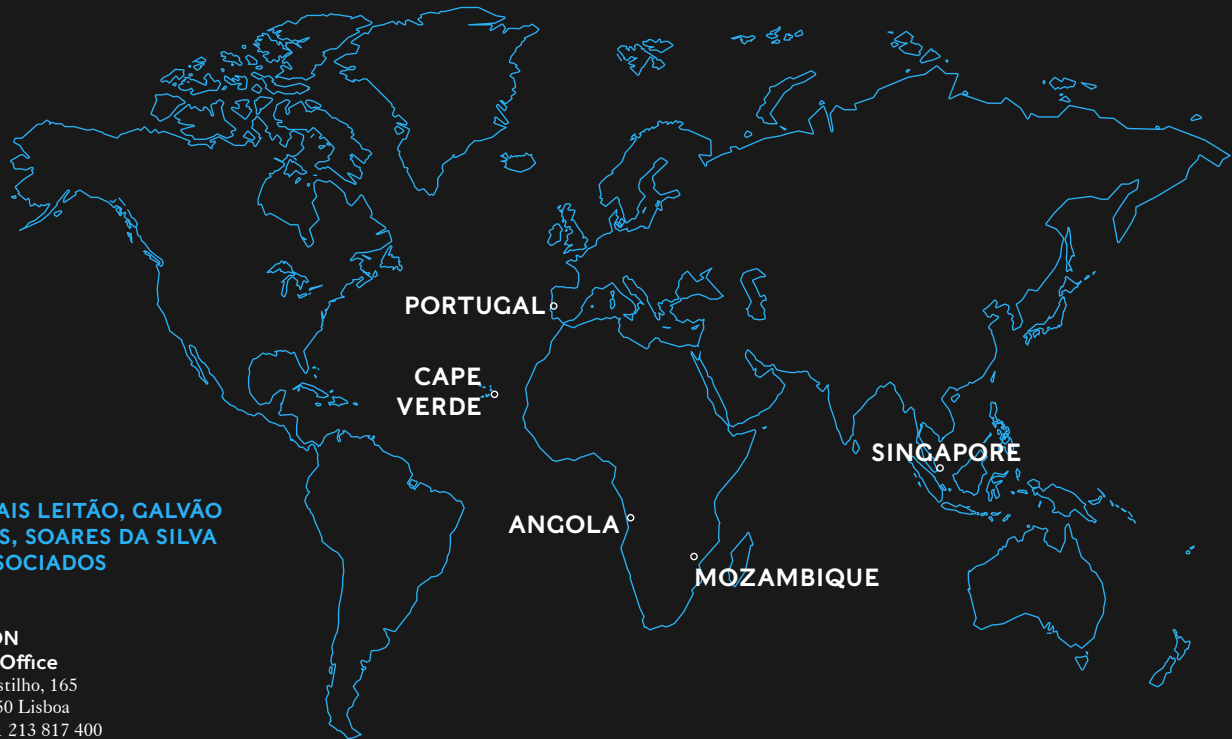 PORTUGAL
CAPE
VERDE
SINGAPORE
ANGOLA
MOZAMBIQUE
AIS LEITÃO, GALVÃO
S, SOARES DA SILVA
SOCIADOS
ON
Office
stilho, 165
50 Lisboa
213 817 400